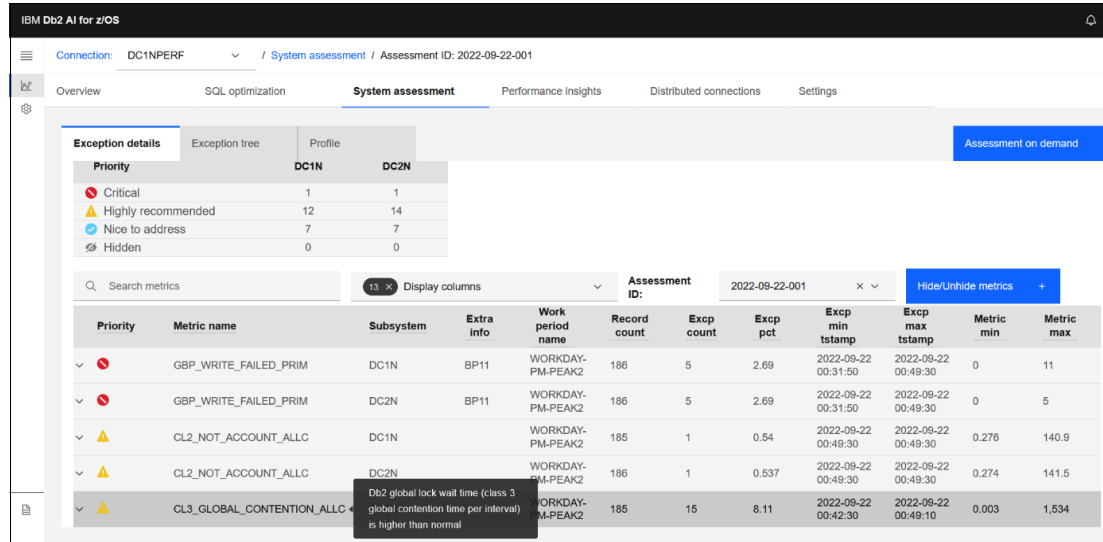 IBM Db2 AI for z/OS
Connection: DC1NPERF / System assessment / Assessment ID: 2022-09-22-001
Overview SQL optimization System assessment Performance insights Distributed connections Settings
Exception details Exception tree Profile Assessment on demand
Priority DC1N DC2N
Critical 1 1
Highly recommended 12 14
Nice to address 7 7
Hidden 0 0
Search metrics 13 × Display columns Assessment ID: 2022-09-22-001 × Hide/Unhide metrics +
Priority Metric name Subsystem Extra info Work period name Record count Excp count Excp pct Excp min tstamp Excp max tstamp Metric min Metric max
GBP_WRITE_FAILED_PRIM DC1N BP11 WORKDAY-PM-PEAK2 186 5 2.69 2022-09-22 00:31:50 2022-09-22 00:49:30 0 11
GBP_WRITE_FAILED_PRIM DC2N BP11 WORKDAY-PM-PEAK2 186 5 2.69 2022-09-22 00:31:50 2022-09-22 00:49:30 0 5
CL2_NOT_ACCOUNT_ALLC DC1N WORKDAY-PM-PEAK2 185 1 0.54 2022-09-22 00:49:30 2022-09-22 00:49:30 0.276 140.9
CL2_NOT_ACCOUNT_ALLC DC2N WORKDAY-PM-PEAK2 186 1 0.537 2022-09-22 00:49:30 2022-09-22 00:49:30 0.274 141.5
CL3_GLOBAL_CONTENTION_ALLC WORKDAY-PM-PEAK2 185 15 8.11 2022-09-22 00:42:30 2022-09-22 00:49:10 0.003 1,534
Db2 global lock wait time (class 3
global contention time per interval)
is higher than normal